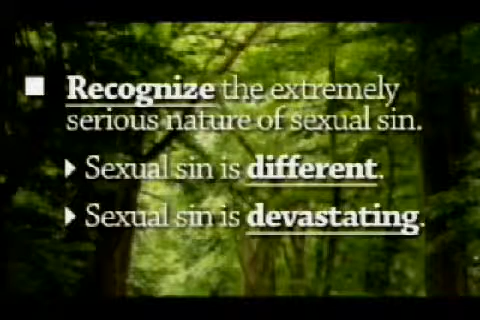 Recognize the extremely
serious nature of sexual sin.
Sexual sin is different.
Sexual sin is devastating.